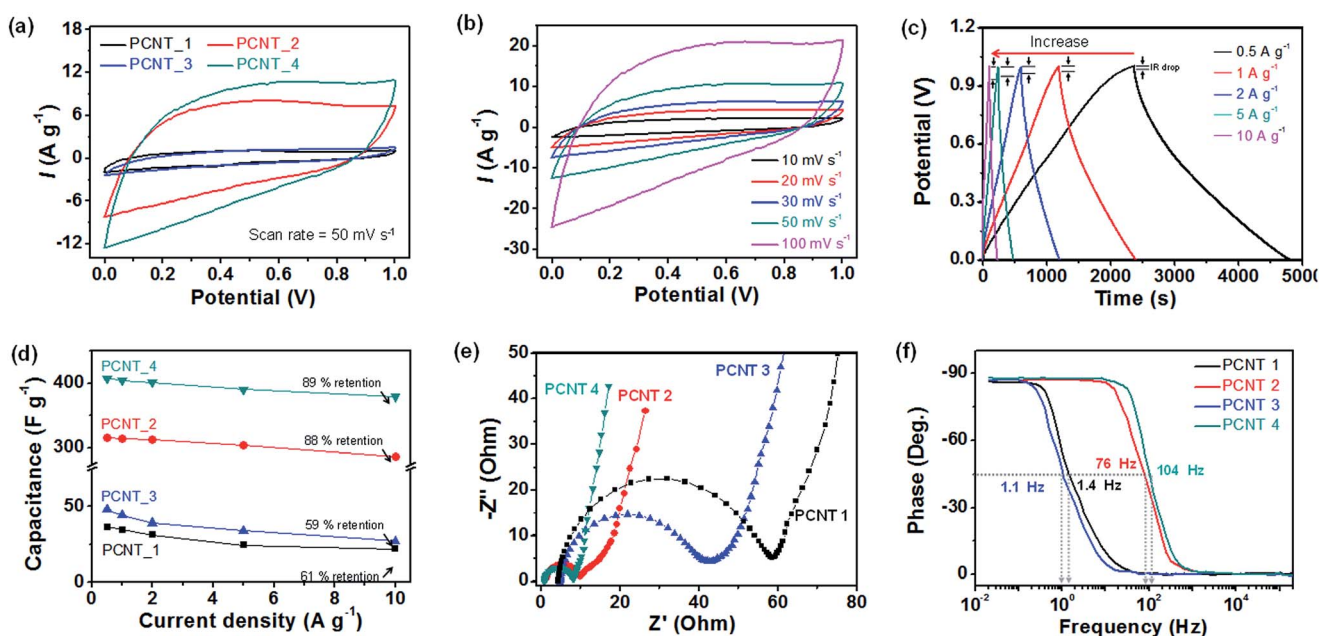 (a)
PCNT_1 PCNT_2
PCNT_3 PCNT_4
I (A g⁻¹)
12
6
0
-6
-12
Scan rate = 50 mV s⁻¹
0.0 0.2 0.4 0.6 0.8 1.0
Potential (V)
(b)
I (A g⁻¹)
20
10
0
-10
-20
-30
10 mV s⁻¹
20 mV s⁻¹
30 mV s⁻¹
50 mV s⁻¹
100 mV s⁻¹
0.0 0.2 0.4 0.6 0.8 1.0
Potential (V)
(c)
Potential (V)
1.2
0.9
0.6
0.3
0.0
Increase
IR drop
0.5 A g⁻¹
1 A g⁻¹
2 A g⁻¹
5 A g⁻¹
10 A g⁻¹
0 1000 2000 3000 4000 5000
Time (s)
(d)
Capacitance (F g⁻¹)
400
300
50
0
PCNT_4
89 % retention
PCNT_2
88 % retention
PCNT_3
59 % retention
PCNT_1
61 % retention
0 2 4 6 8 10
Current density (A g⁻¹)
(e)
-Z'' (Ohm)
50
40
30
20
10
0
PCNT 4
PCNT 2
PCNT 3
PCNT 1
0 20 40 60 80
Z' (Ohm)
(f)
Phase (Deg.)
-90
-60
-30
0
PCNT 1
PCNT 2
PCNT 3
PCNT 4
76 Hz
104 Hz
1.1 Hz
1.4 Hz
10⁻² 10⁰ 10² 10⁴
Frequency (Hz)